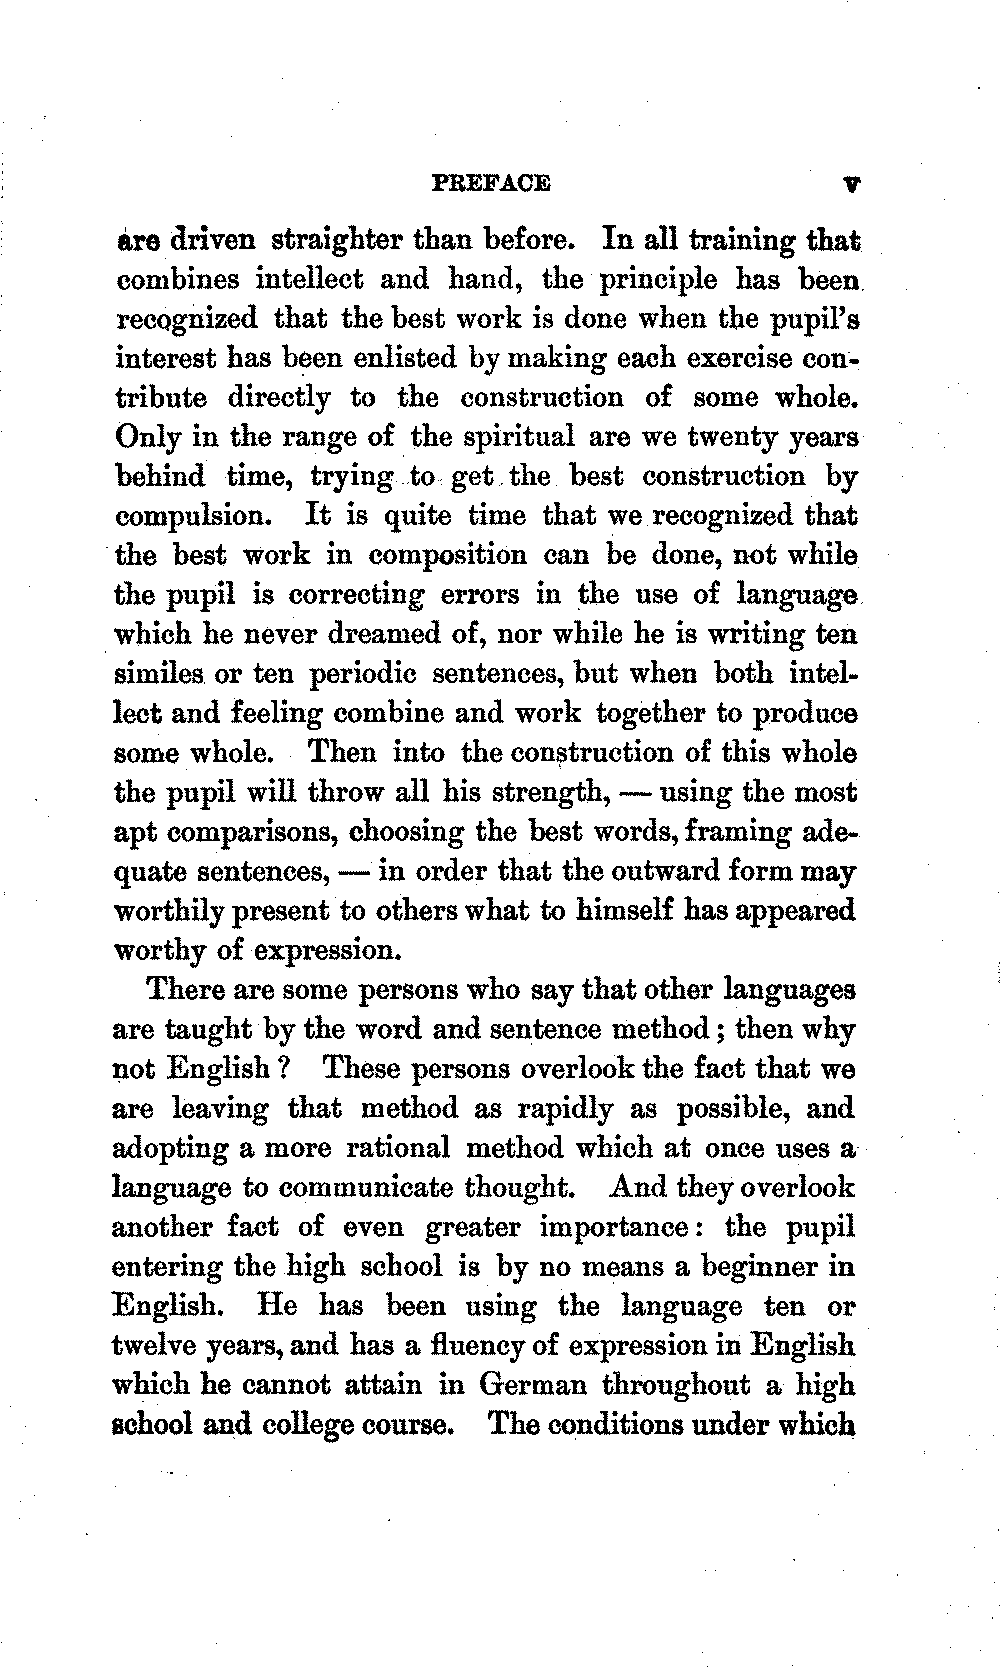 PREFACE v
are driven straighter than before. In all training that
combines intellect and hand, the principle has been
recognized that the best work is done when the pupil's
interest has been enlisted by making each exercise con-
tribute directly to the construction of some whole.
Only in the range of the spiritual are we twenty years
behind time, trying to get the best construction by
compulsion. It is quite time that we recognized that
the best work in composition can be done, not while
the pupil is correcting errors in the use of language
which he never dreamed of, nor while he is writing ten
similes or ten periodic sentences, but when both intel-
lect and feeling combine and work together to produce
some whole. Then into the construction of this whole
the pupil will throw all his strength, — using the most
apt comparisons, choosing the best words, framing ade-
quate sentences, — in order that the outward form may
worthily present to others what to himself has appeared
worthy of expression.
There are some persons who say that other languages
are taught by the word and sentence method; then why
not English? These persons overlook the fact that we
are leaving that method as rapidly as possible, and
adopting a more rational method which at once uses a
language to communicate thought. And they overlook
another fact of even greater importance: the pupil
entering the high school is by no means a beginner in
English. He has been using the language ten or
twelve years, and has a fluency of expression in English
which he cannot attain in German throughout a high
school and college course. The conditions under which